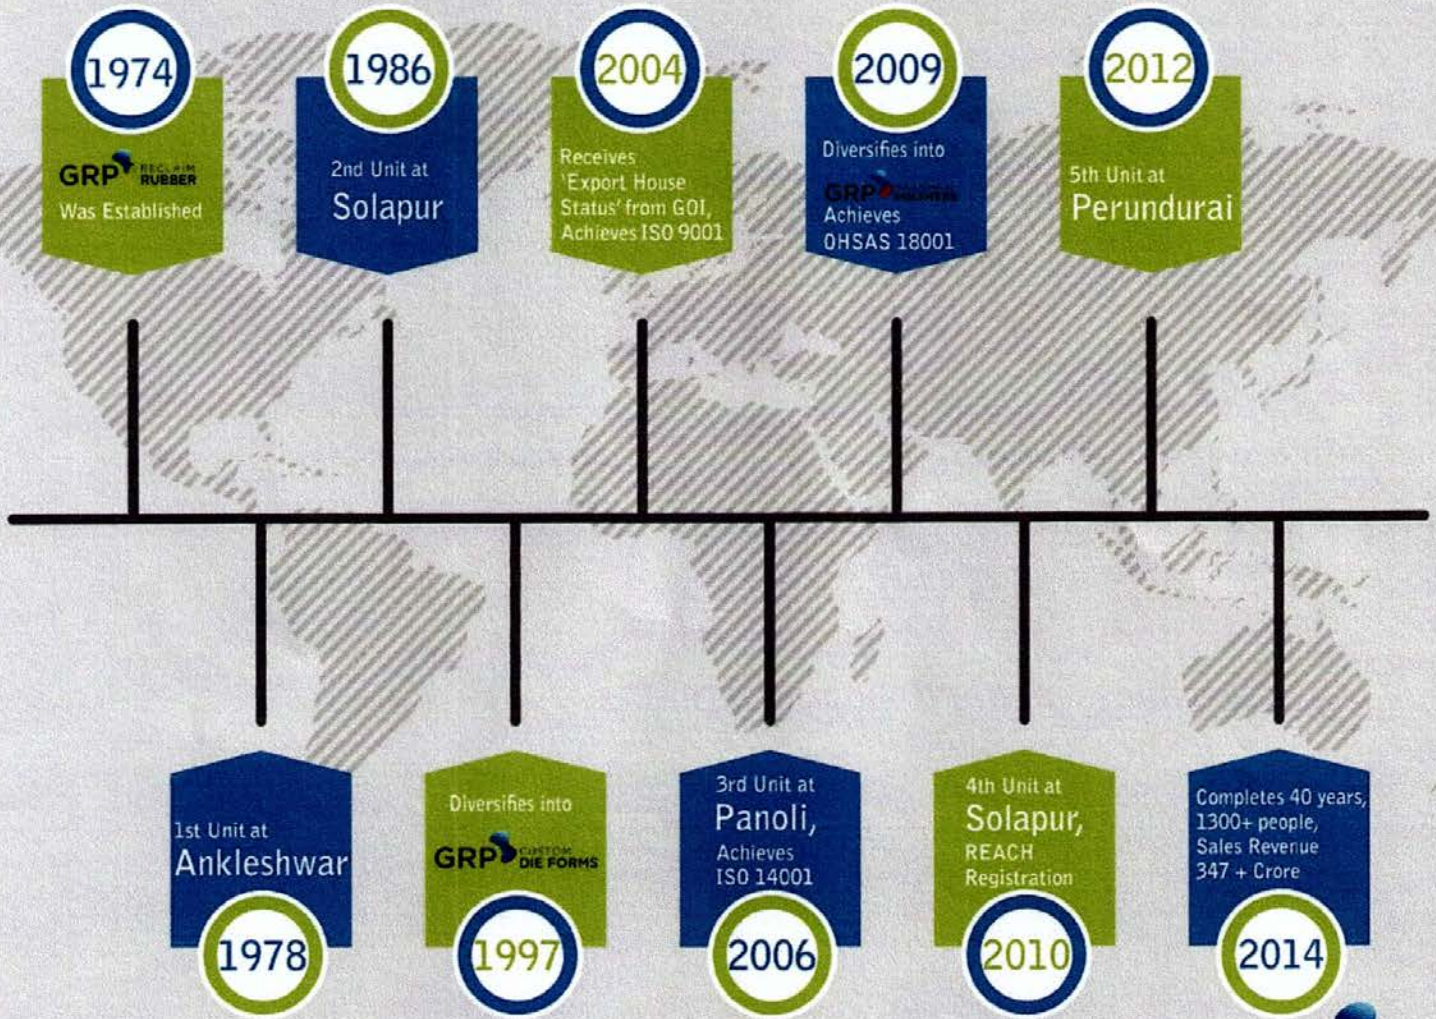 1974
GRP RECLAIM
RUBBER
Was Established
1986
2nd Unit at
Solapur
2004
Receives
'Export House
Status' from GOI,
Achieves ISO 9001
2009
Diversifies into
GRP
Achieves
OHSAS 18001
2012
5th Unit at
Perundurai
1st Unit at
Ankleshwar
1978
Diversifies into
GRP CUSTOM
DIE FORMS
1997
3rd Unit at
Panoli,
Achieves
ISO 14001
2006
4th Unit at
Solapur,
REACH
Registration
2010
Completes 40 years,
1300+ people,
Sales Revenue
347 + Crore
2014